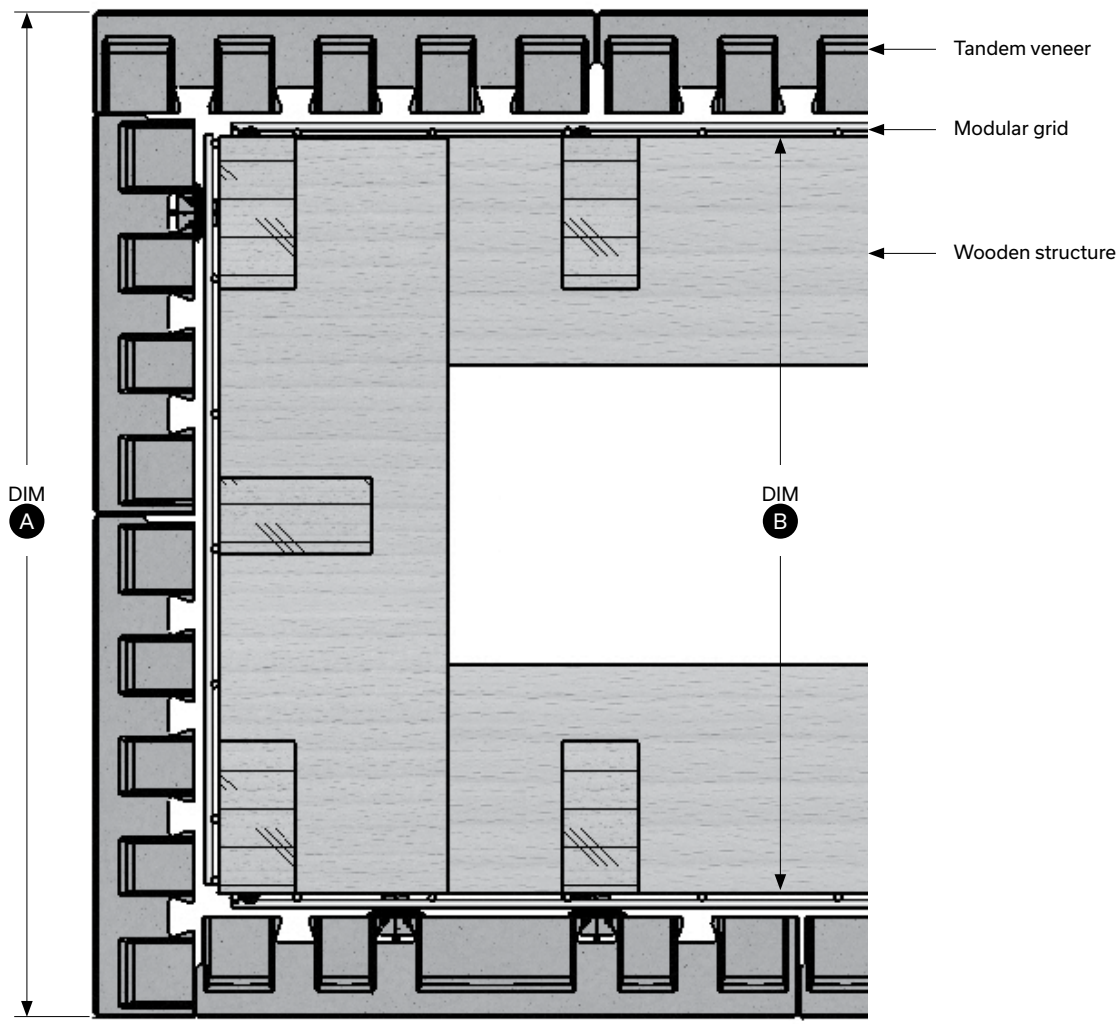 Tandem veneer
Modular grid
Wooden structure
DIM
A
DIM
B